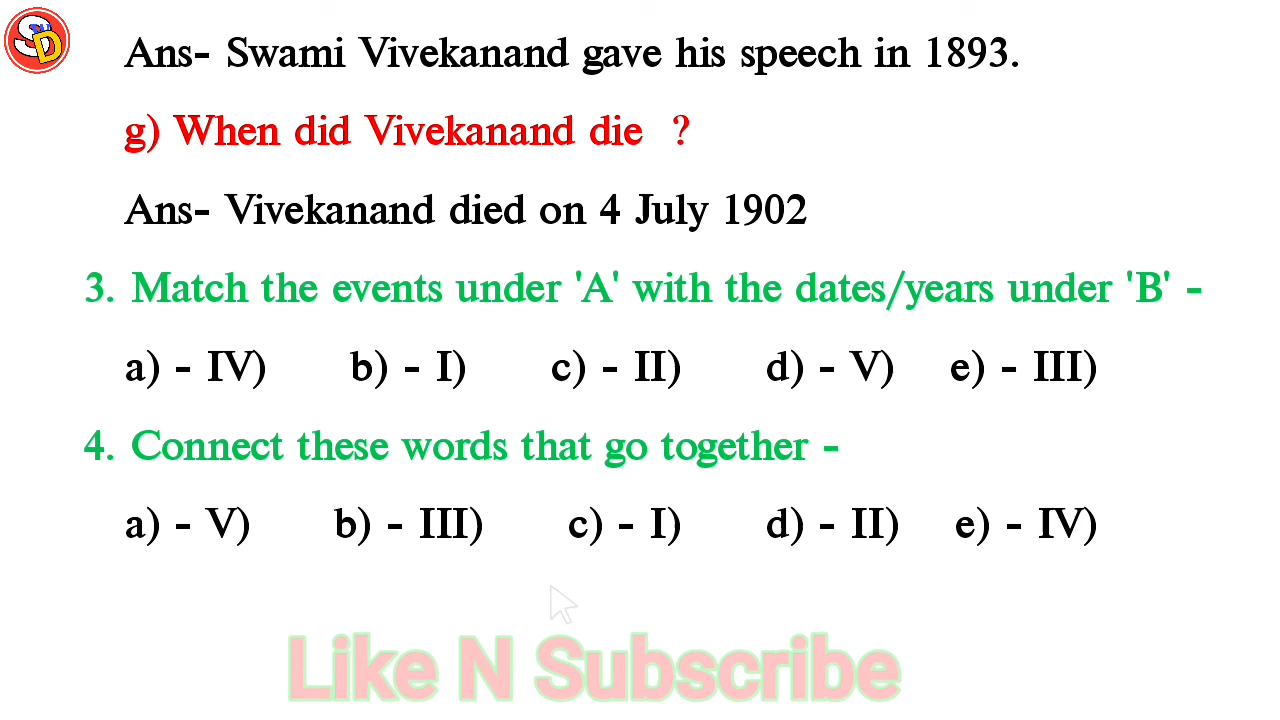 Ans- Swami Vivekanand gave his speech in 1893.
g) When did Vivekanand die ?
Ans- Vivekanand died on 4 July 1902
3. Match the events under 'A' with the dates/years under 'B' -
a) - IV) b) - I) c) - II) d) - V) e) - III)
4. Connect these words that go together -
a) - V) b) - III) c) - I) d) - II) e) - IV)
Like N Subscribe